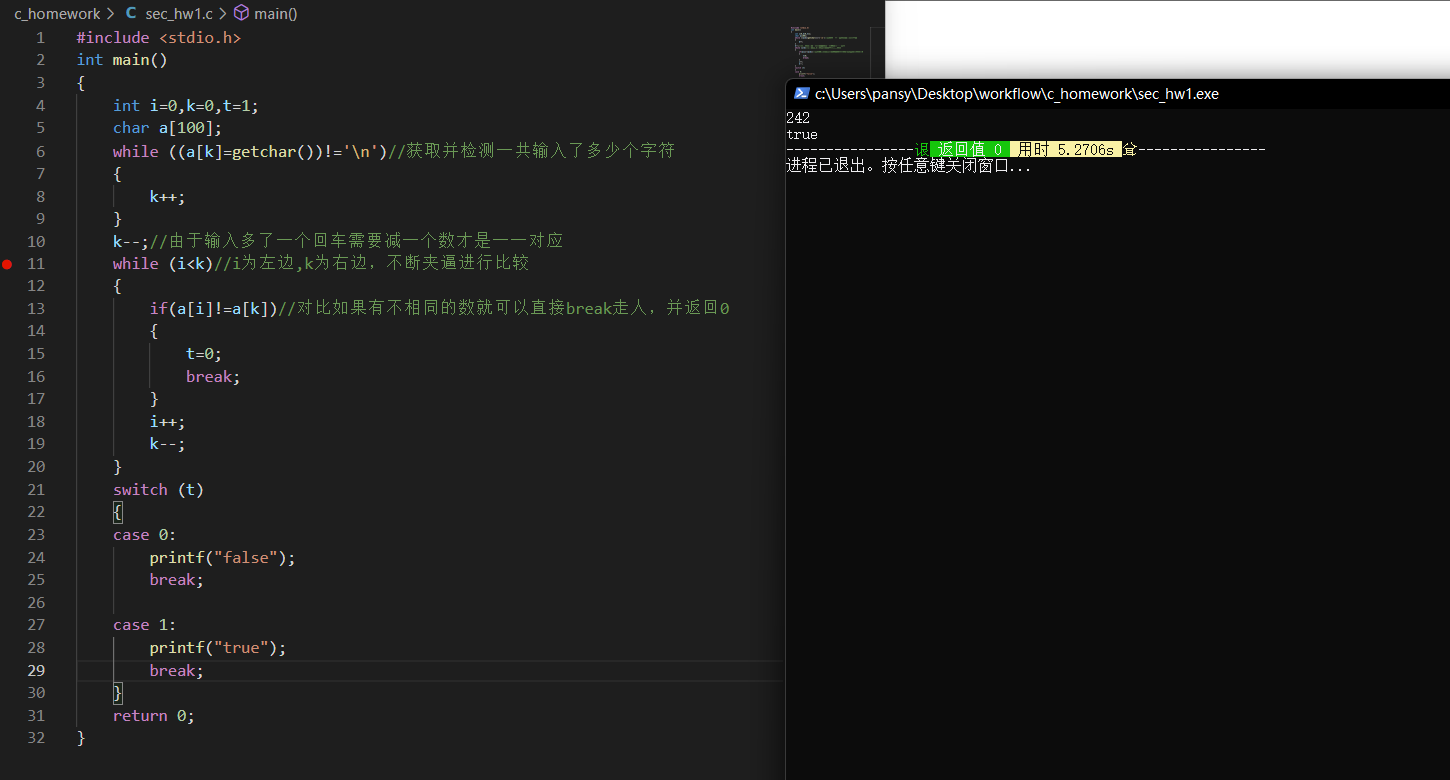 c_homework > C sec_hw1.c > main()
1 #include <stdio.h>
2 int main()
3 {
4 int i=0,k=0,t=1;
5 char a[100];
6 while ((a[k]=getchar())!='\n')//获取并检测一共输入了多少个字符
7 {
8 k++;
9 }
10 k--;//由于输入多了一个回车需要减一个数才是一一对应
11 while (i<k)//i为左边,k为右边，不断夹逼进行比较
12 {
13 if(a[i]!=a[k])//对比如果有不相同的数就可以直接break走人，并返回0
14 {
15 t=0;
16 break;
17 }
18 i++;
19 k--;
20 }
21 switch (t)
22 {
23 case 0:
24 printf("false");
25 break;
26
27 case 1:
28 printf("true");
29 break;
30 }
31 return 0;
32 }
c:\Users\pansy\Desktop\workflow\c_homework\sec_hw1.exe
242
true
---------------- 返回值 0 用时 5.2706s ----------------
进程已退出。按任意键关闭窗口...